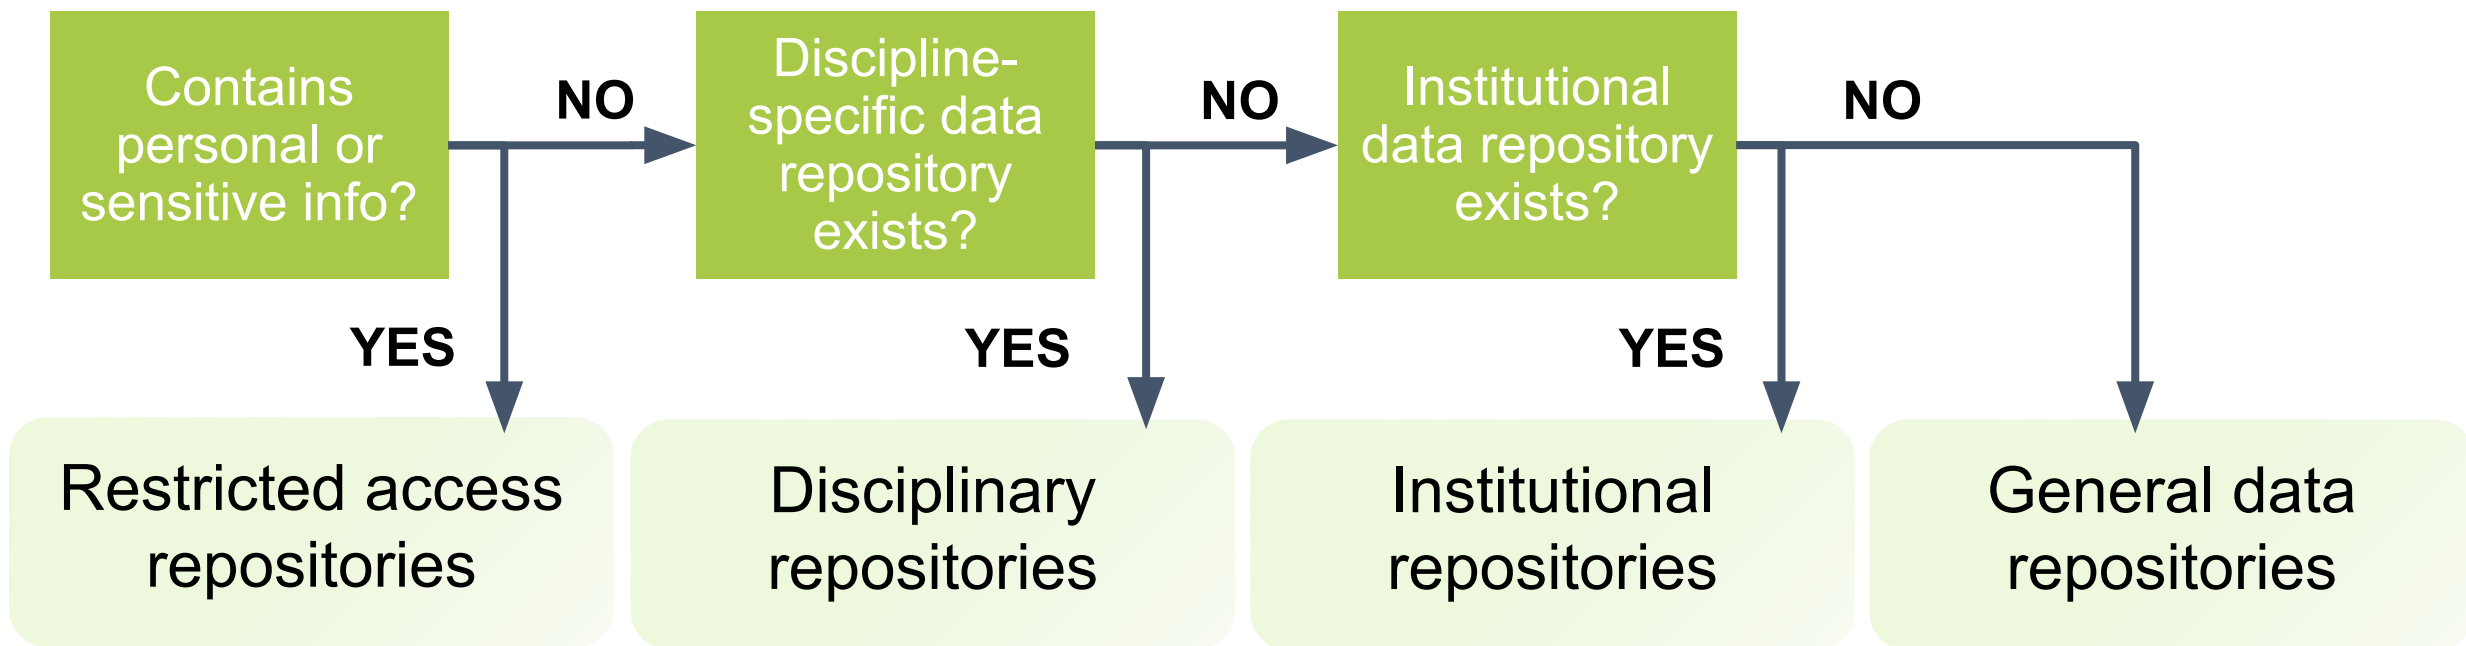 Contains
personal or
sensitive info?
NO
Discipline-
specific data
repository
exists?
NO
Institutional
data repository
exists?
NO
YES
YES
YES
Restricted access
repositories
Disciplinary
repositories
Institutional
repositories
General data
repositories